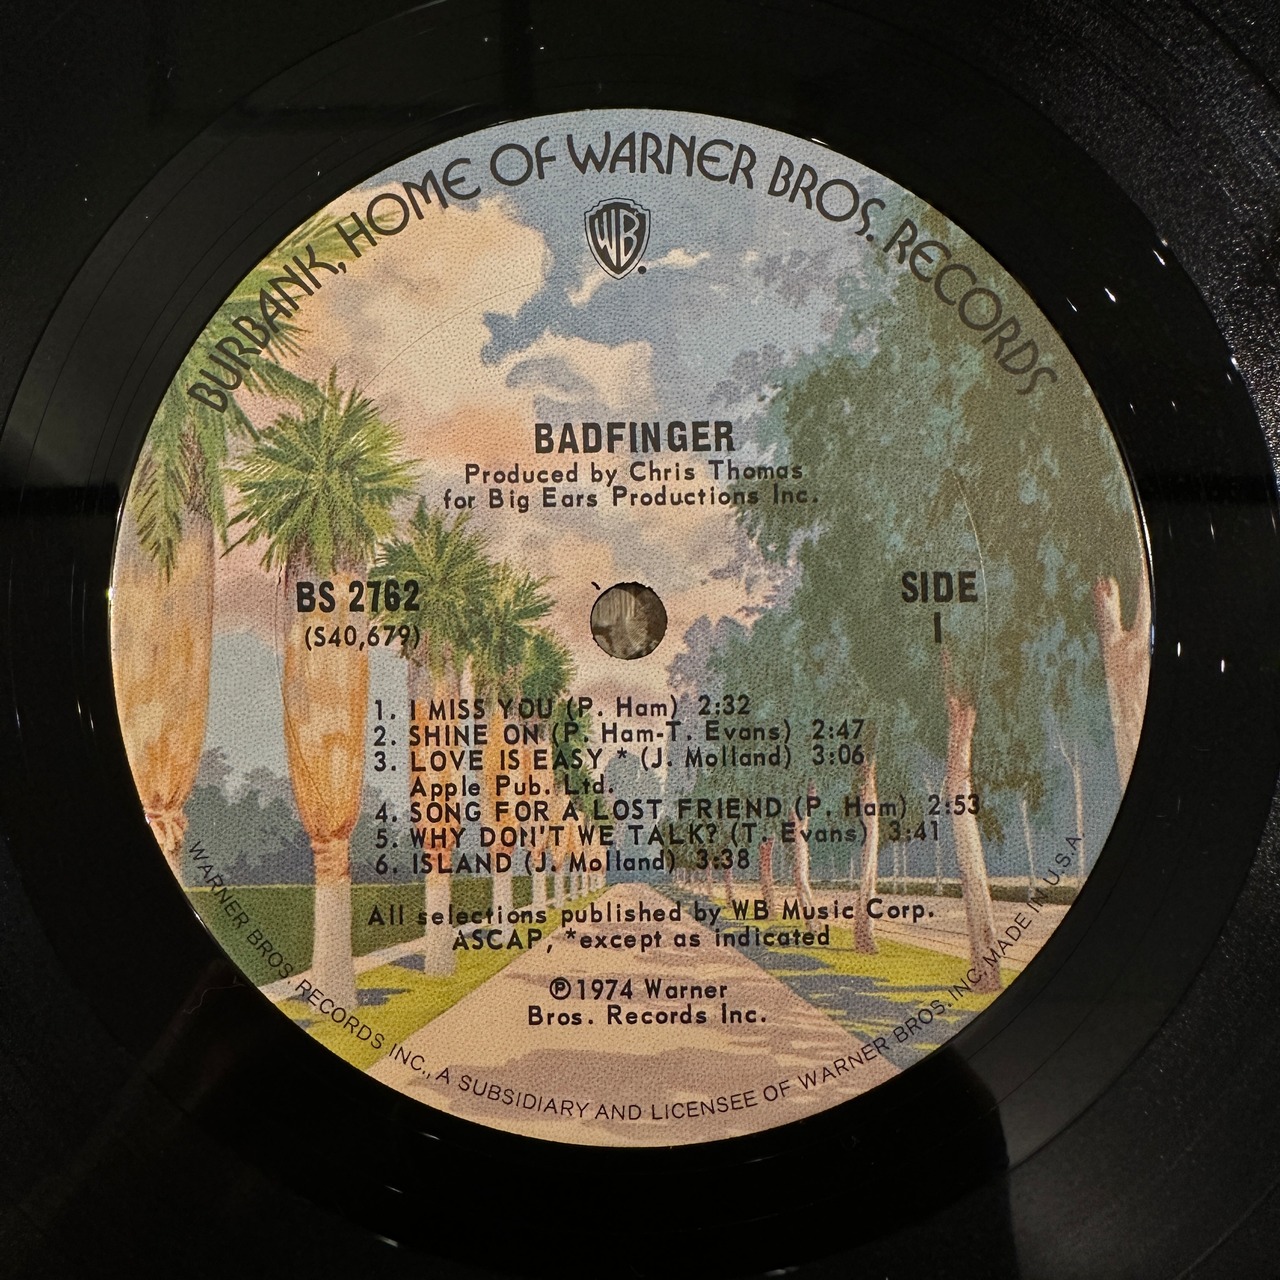 BURBANK, HOME OF WARNER BROS. RECORDS
WB
BADFINGER
Produced by Chris Thomas
for Big Ears Productions Inc.
BS 2762
(S40,679)
SIDE
1
1. I MISS YOU (P. Ham) 2:32
2. SHINE ON (P. Ham-T. Evans) 2:47
3. LOVE IS EASY * (J. Molland) 3:06
Apple Pub. Ltd.
4. SONG FOR A LOST FRIEND (P. Ham) 2:53
5. WHY DON'T WE TALK? (T. Evans) 3:41
6. ISLAND (J. Molland) 3:38
All selections published by WB Music Corp.
ASCAP, *except as indicated
℗1974 Warner
Bros. Records Inc.
WARNER BROS. RECORDS INC., A SUBSIDIARY AND LICENSEE OF WARNER BROS. INC. MADE IN U.S.A.